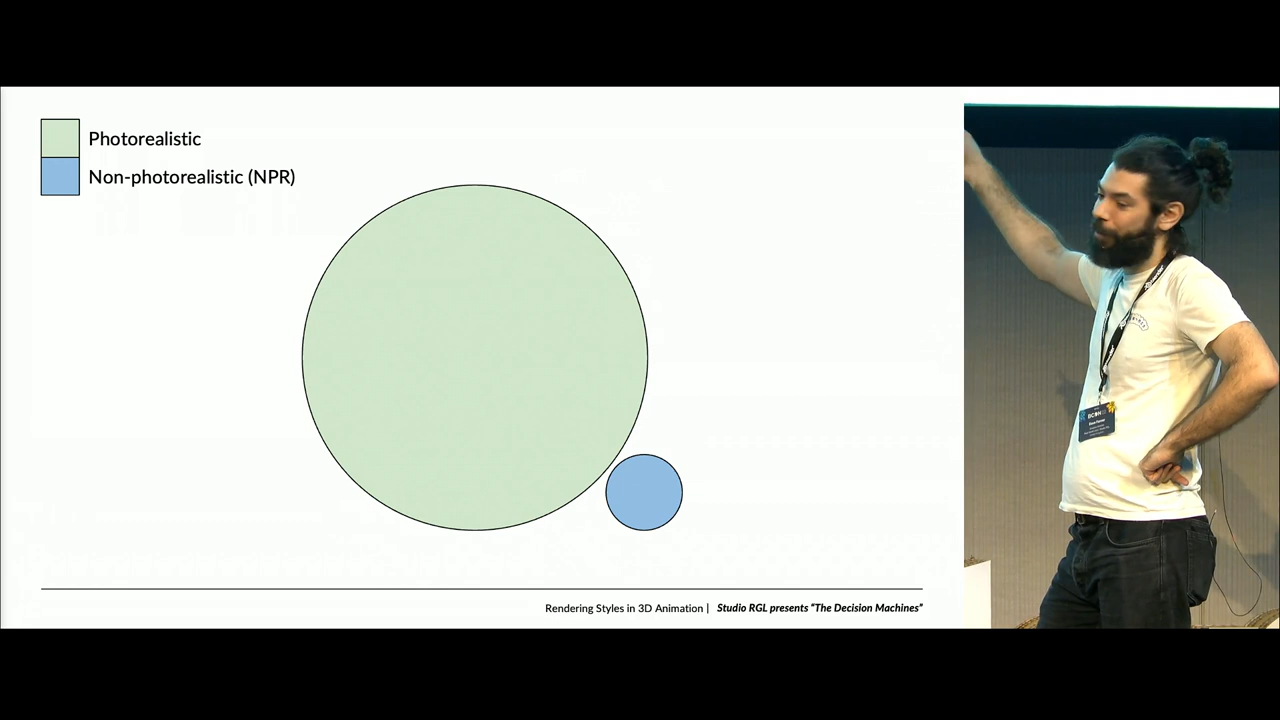 Photorealistic
Non-photorealistic (NPR)
Rendering Styles in 3D Animation | Studio RGL presents "The Decision Machines"